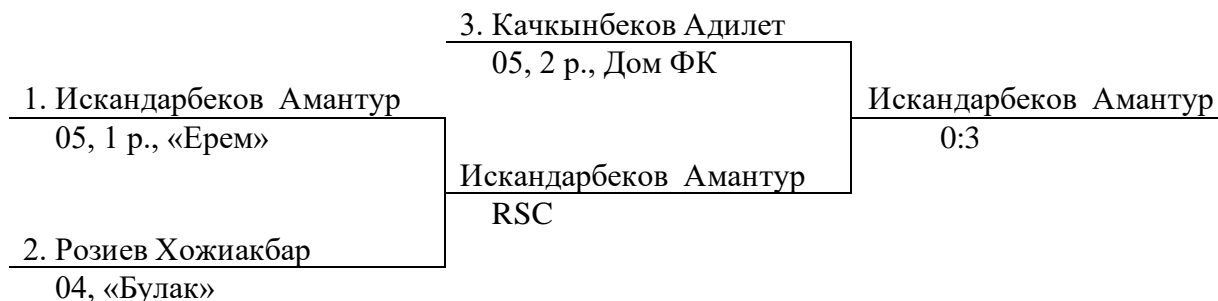 3. Качкынбеков Адилет
05, 2 р., Дом ФК
1. Искандарбеков Амантур
Искандарбеков Амантур
05, 1 р., «Ерем»
0:3
Искандарбеков Амантур
RSC
2. Розиев Хожиакбар
04, «Булак»